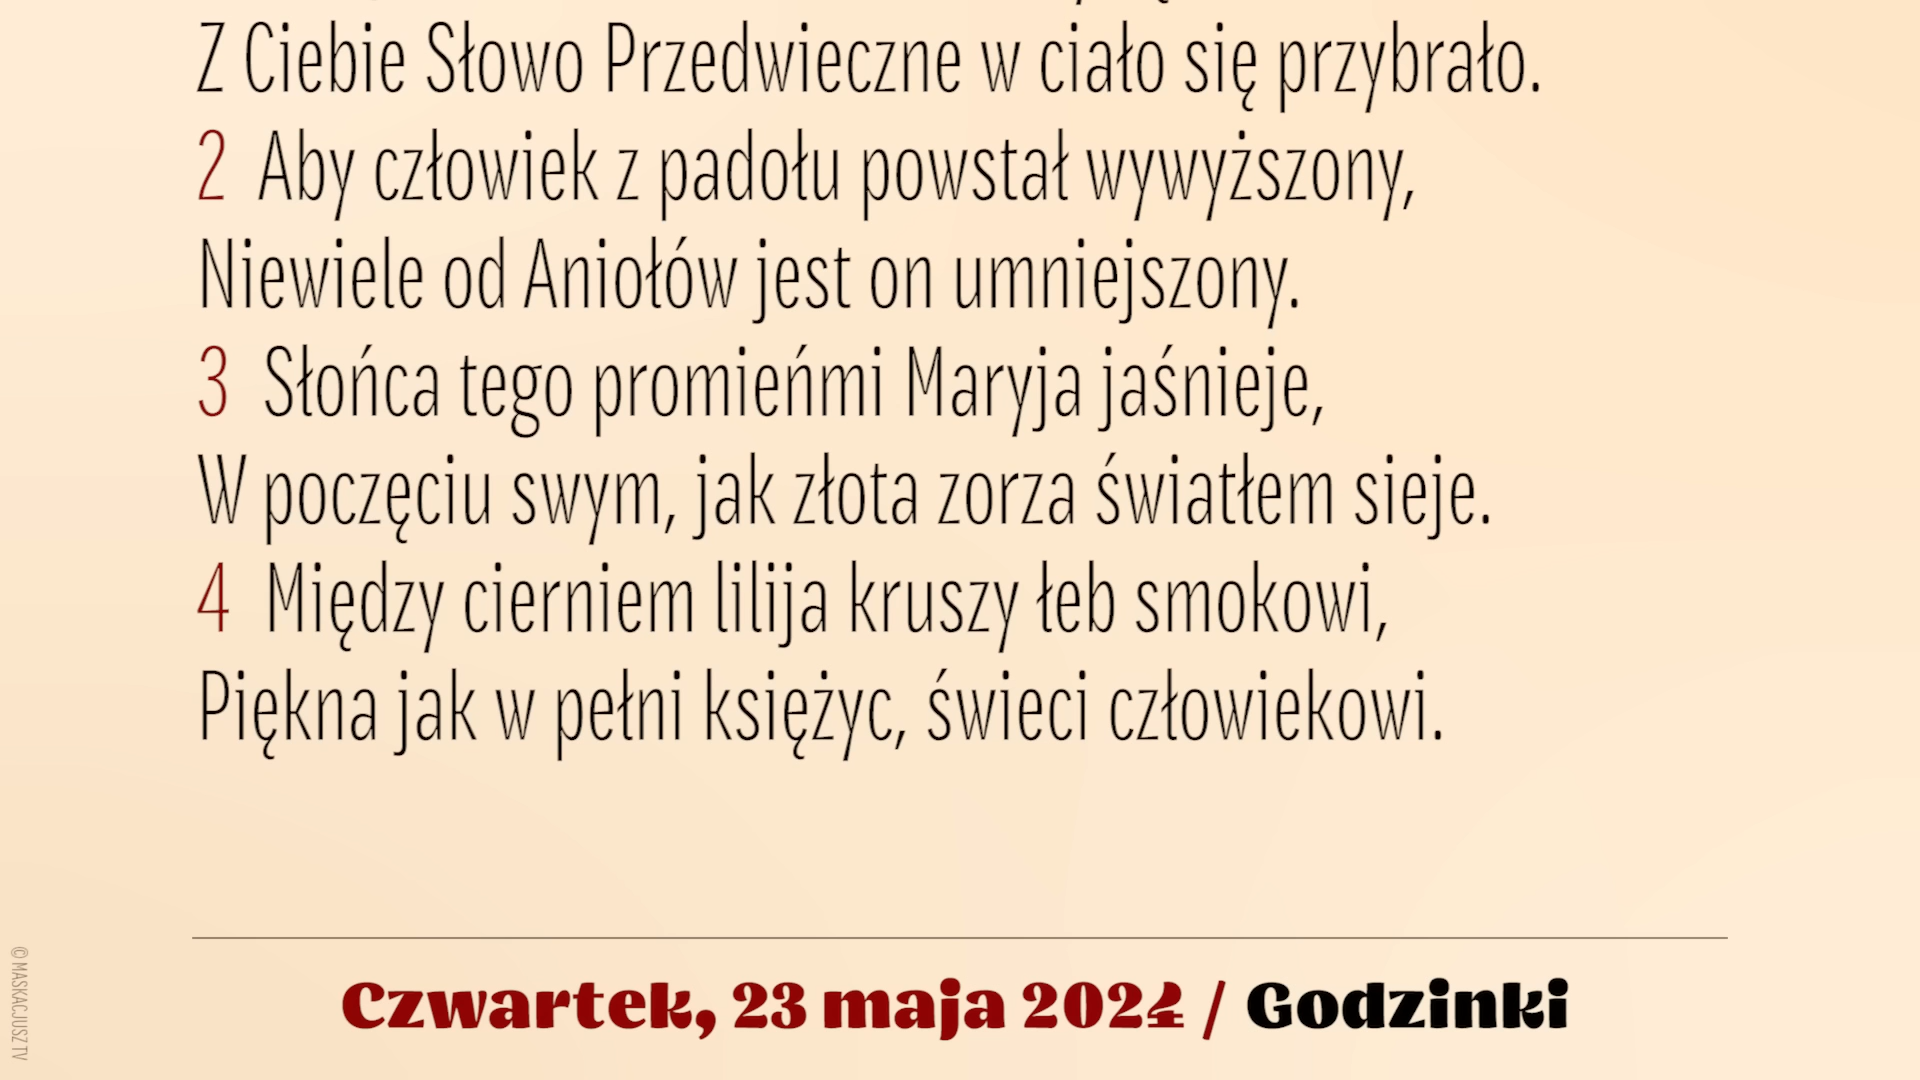 Z Ciebie Słowo Przedwieczne w ciało się przybrało.
2 Aby człowiek z padołu powstał wywyższony,
Niewiele od Aniołów jest on umniejszony.
3 Słońca tego promieńmi Maryja jaśnieje,
W poczęciu swym, jak złota zorza światłem sieje.
4 Między cierniem lilija kruszy łeb smokowi,
Piękna jak w pełni księżyc, świeci człowiekowi.
Czwartek, 23 maja 2024 / Godzinki
© MASKACJUSZ TV